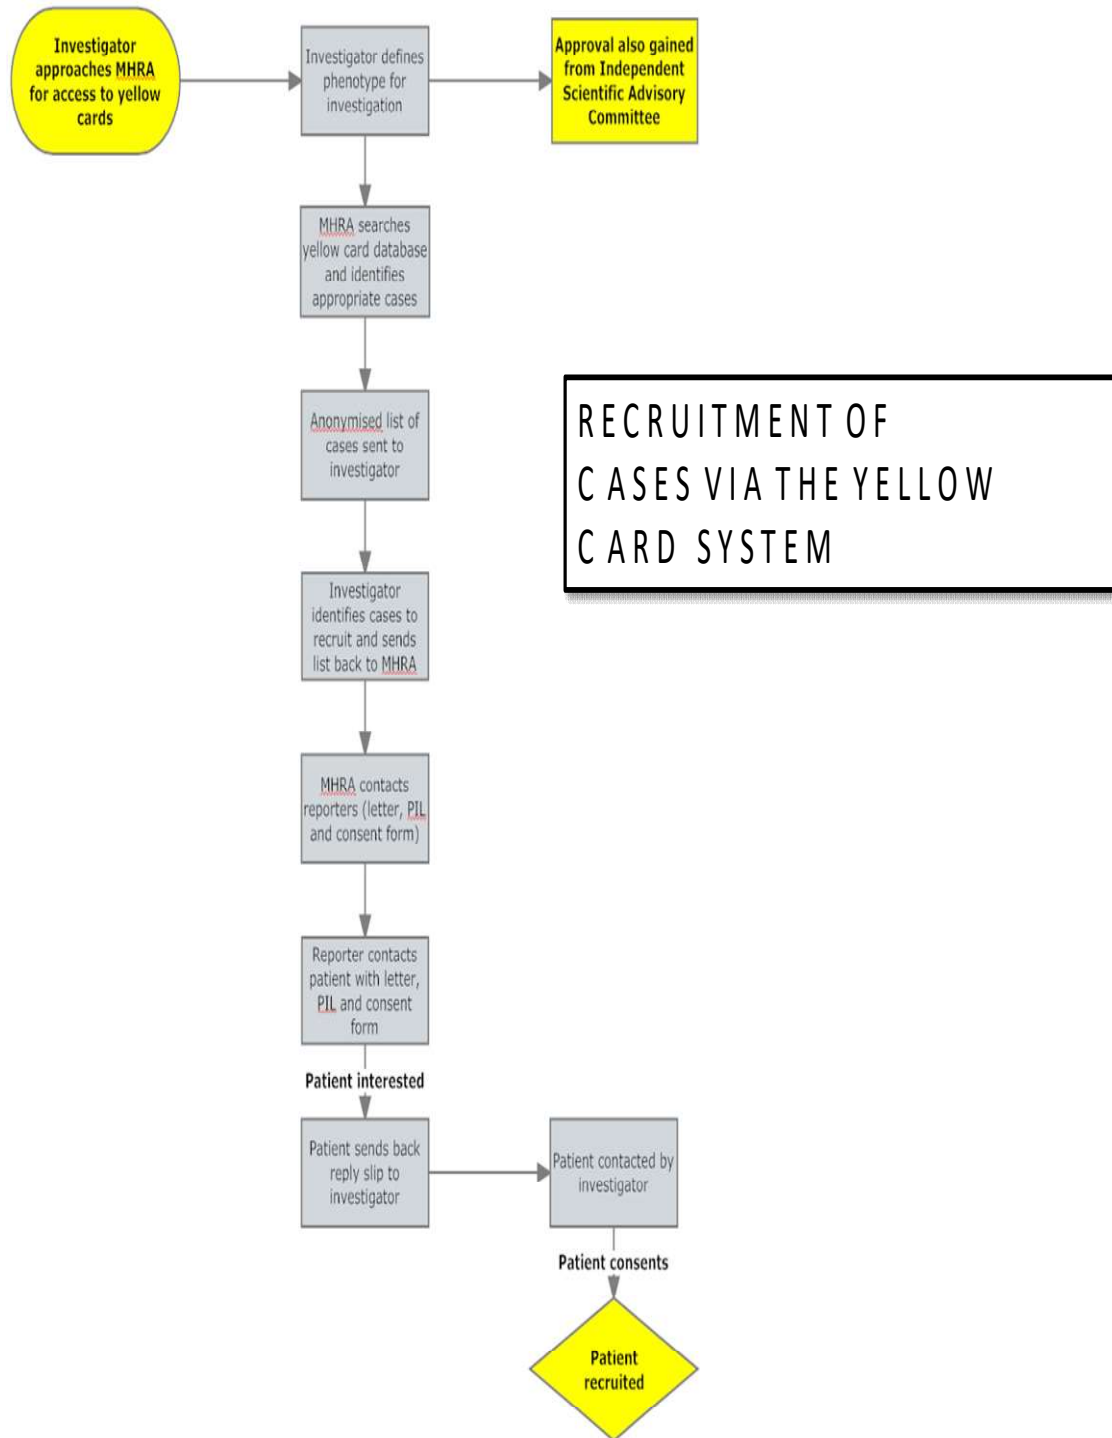 Investigator
approaches MHRA
for access to yellow
cards
Investigator defines
phenotype for
investigation
Approval also gained
from Independent
Scientific Advisory
Committee
MHRA searches
yellow card database
and identifies
appropriate cases
Anonymised list of
cases sent to
investigator
RECRUITMENT OF
CASES VIA THE YELLOW
CARD SYSTEM
Investigator
identifies cases to
recruit and sends
list back to MHRA
MHRA contacts
reporters (letter, PIL
and consent form)
Reporter contacts
patient with letter,
PIL and consent
form
Patient interested
Patient sends back
reply slip to
investigator
Patient contacted by
investigator
Patient consents
Patient
recruited